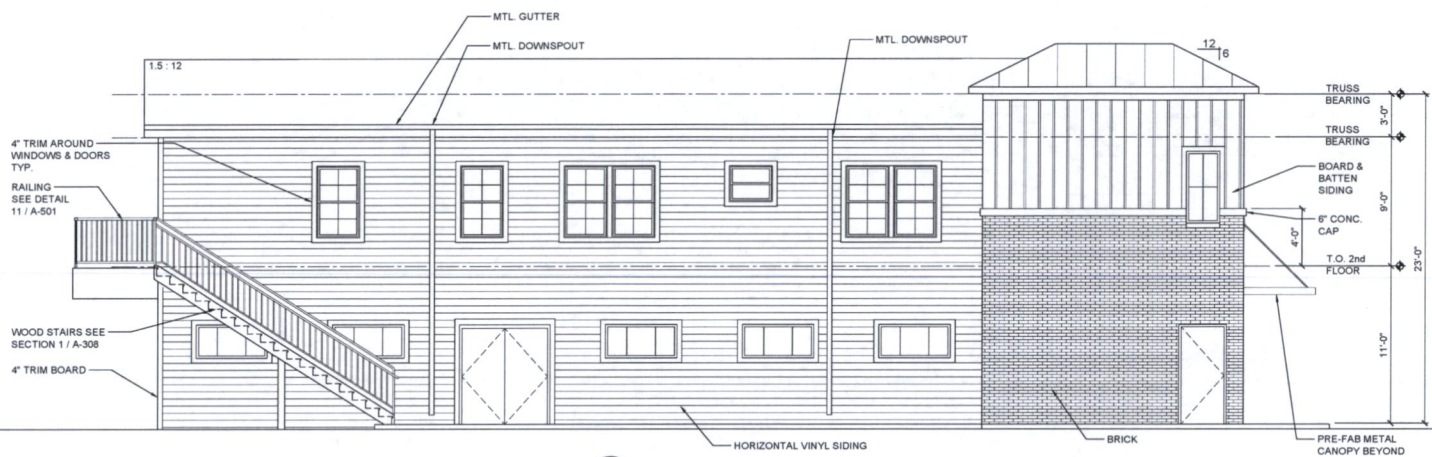 MTL. GUTTER
MTL. DOWNSPOUT
MTL. DOWNSPOUT
12
6
1.5 : 12
TRUSS
BEARING
3'-0"
TRUSS
BEARING
4" TRIM AROUND
WINDOWS & DOORS
TYP.
RAILING
SEE DETAIL
11 / A-501
BOARD &
BATTEN
SIDING
9'-0"
6" CONC.
CAP
4'-0"
T.O. 2nd
FLOOR
23'-0"
WOOD STAIRS SEE
SECTION 1 / A-308
11'-0"
4" TRIM BOARD
HORIZONTAL VINYL SIDING
BRICK
PRE-FAB METAL
CANOPY BEYOND